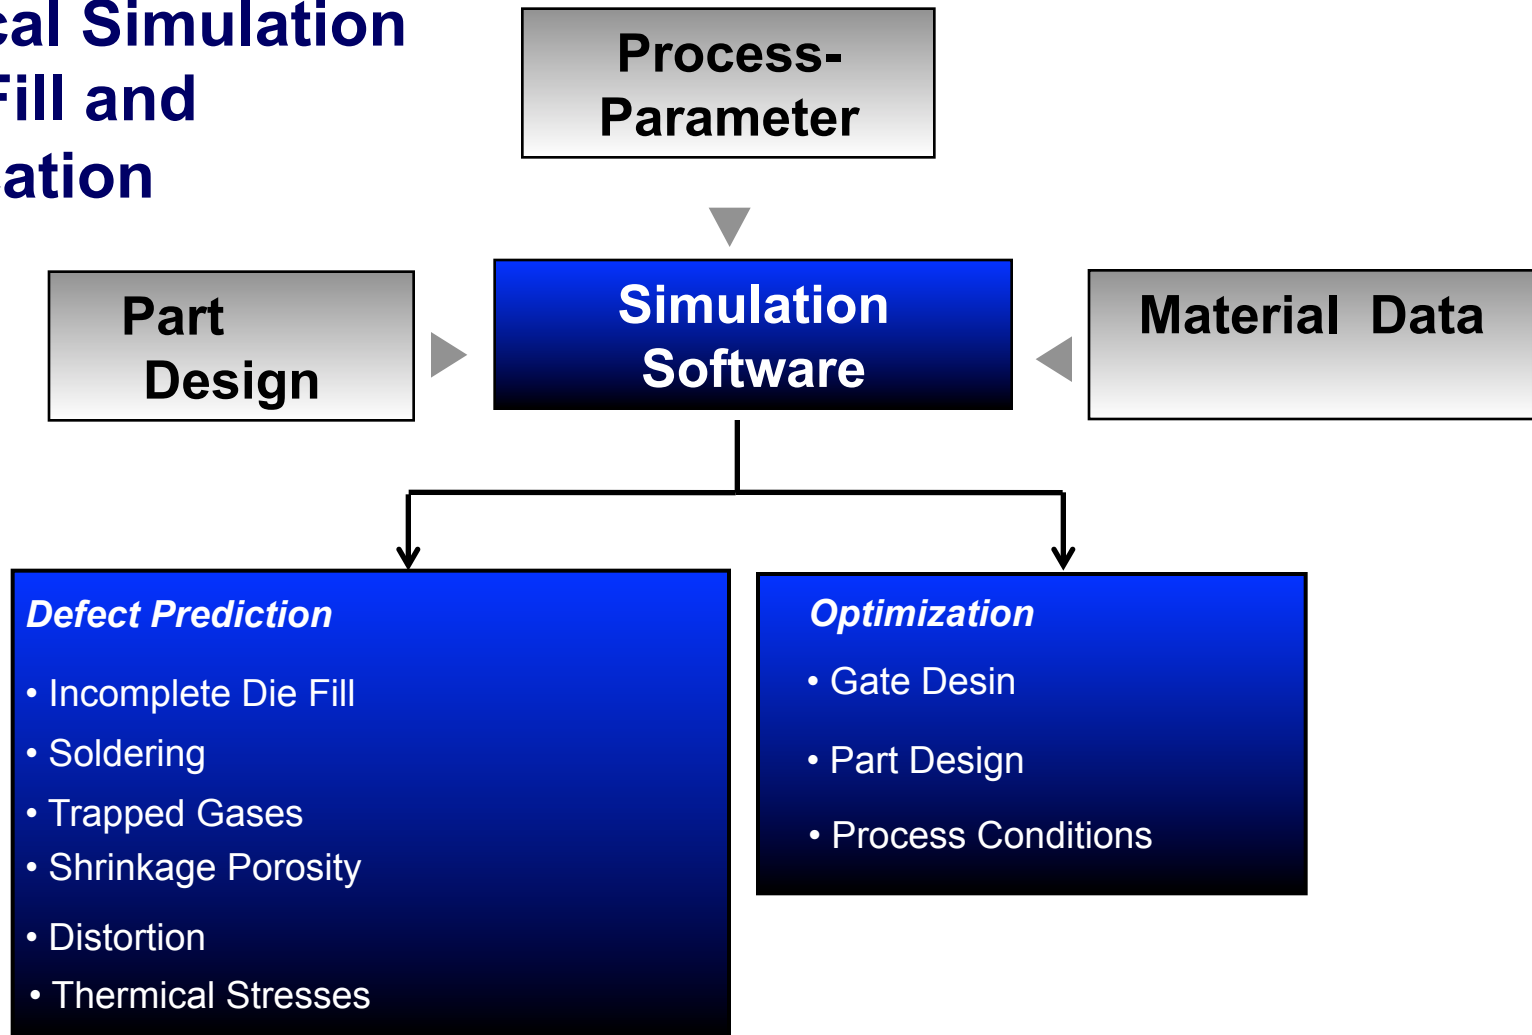 cal Simulation
Fill and
cation
Process-
Parameter
Part
Design
Simulation
Software
Material Data
Defect Prediction
• Incomplete Die Fill
• Soldering
• Trapped Gases
• Shrinkage Porosity
• Distortion
• Thermical Stresses
Optimization
• Gate Desin
• Part Design
• Process Conditions